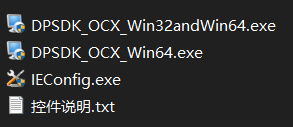 DPSDK_OCX_Win32andWin64.exe
DPSDK_OCX_Win64.exe
IEConfig.exe
控件说明.txt